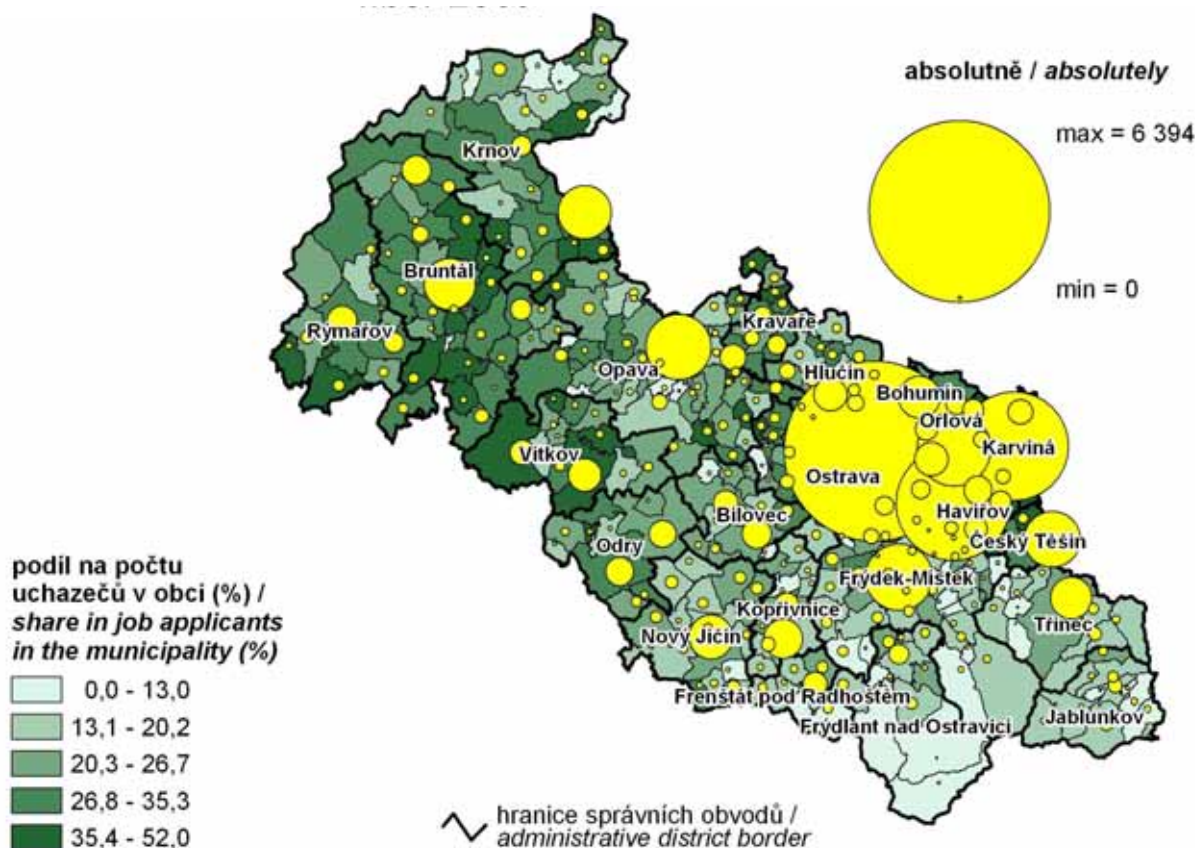 absolutně / absolutely
max = 6 394
min = 0
Krnov
Bruntál
Rýmařov
Kravaře
Opava
Hlučín
Bohumín
Orlová
Karviná
Vítkov
Ostrava
Bílovec
Havířov
Odry
Český Těšín
Frýdek-Místek
Kopřivnice
Nový Jičín
Třinec
Frenštát pod Radhoštěm
Frýdlant nad Ostravicí
Jablunkov
podíl na počtu
uchazečů v obci (%) /
share in job applicants
in the municipality (%)
0,0 - 13,0
13,1 - 20,2
20,3 - 26,7
26,8 - 35,3
35,4 - 52,0
hranice správních obvodů /
administrative district border